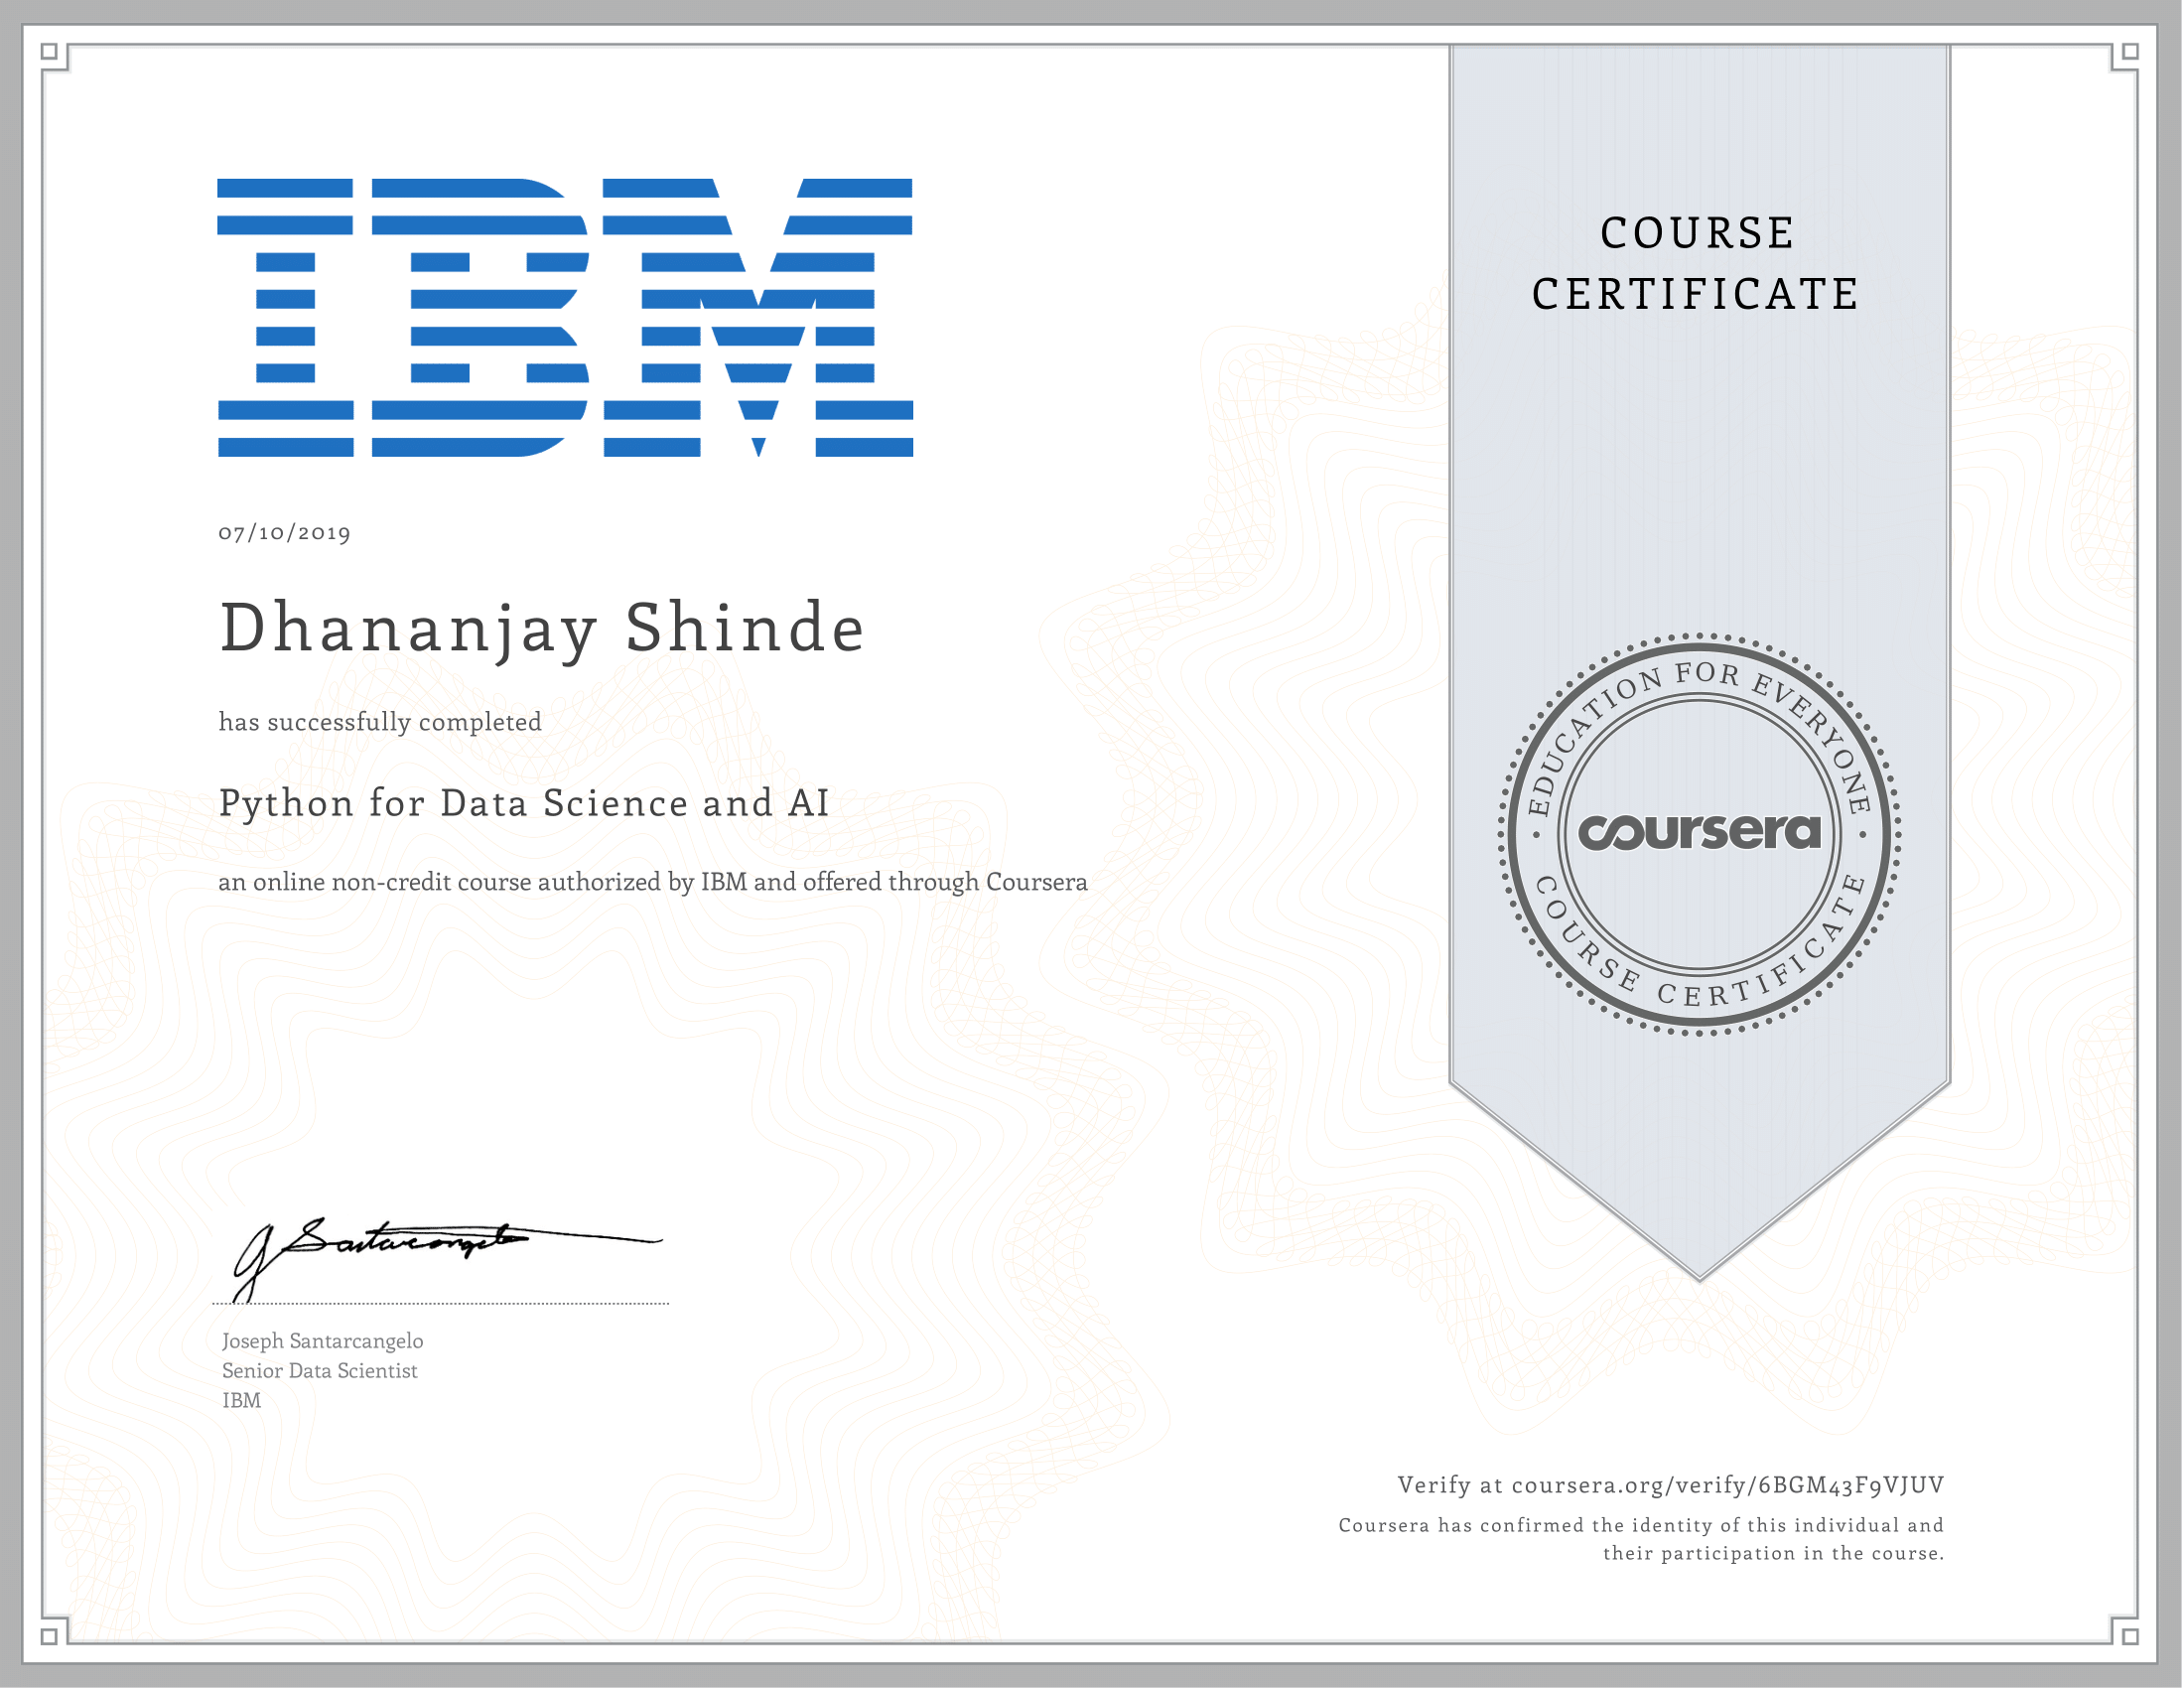 IBM
07/10/2019
Dhananjay Shinde
has successfully completed
Python for Data Science and AI
an online non-credit course authorized by IBM and offered through Coursera
J Santarcangelo
Joseph Santarcangelo
Senior Data Scientist
IBM
COURSE
CERTIFICATE
EDUCATION FOR EVERYONE
coursera
COURSE CERTIFICATE
Verify at coursera.org/verify/6BGM43F9VJUV
Coursera has confirmed the identity of this individual and
their participation in the course.